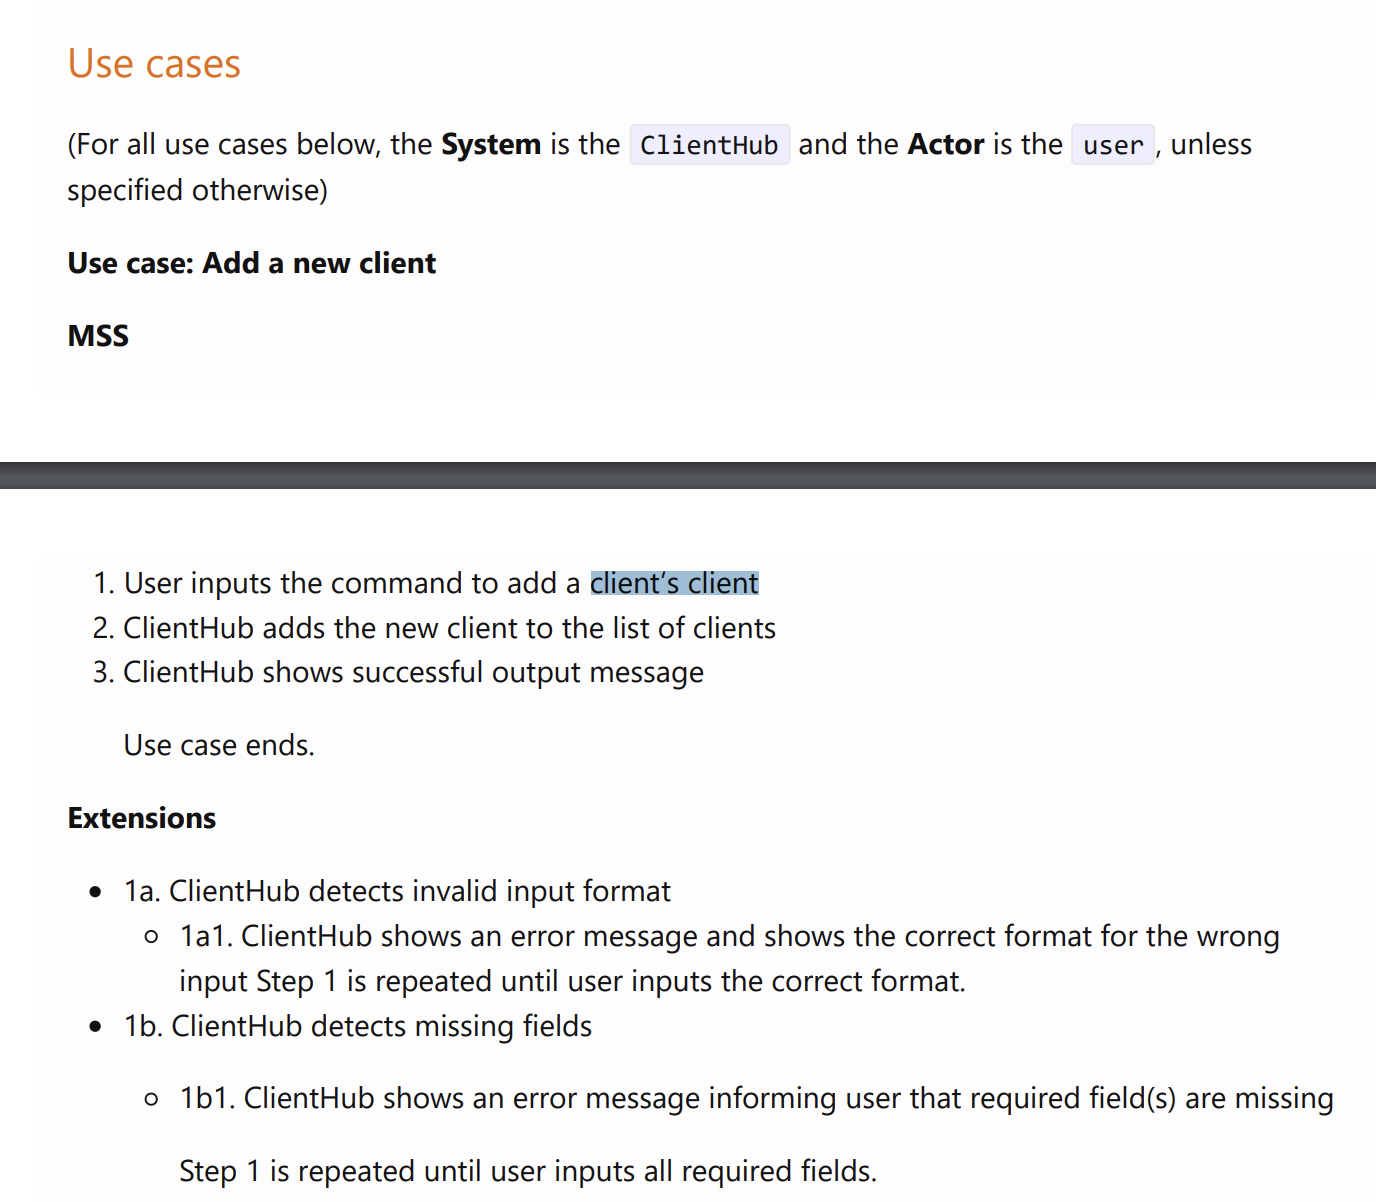 Use cases
(For all use cases below, the System is the ClientHub and the Actor is the user, unless
specified otherwise)
Use case: Add a new client
MSS
1. User inputs the command to add a client’s client
2. ClientHub adds the new client to the list of clients
3. ClientHub shows successful output message
Use case ends.
Extensions
• 1a. ClientHub detects invalid input format
○ 1a1. ClientHub shows an error message and shows the correct format for the wrong
input Step 1 is repeated until user inputs the correct format.
• 1b. ClientHub detects missing fields
○ 1b1. ClientHub shows an error message informing user that required field(s) are missing
Step 1 is repeated until user inputs all required fields.